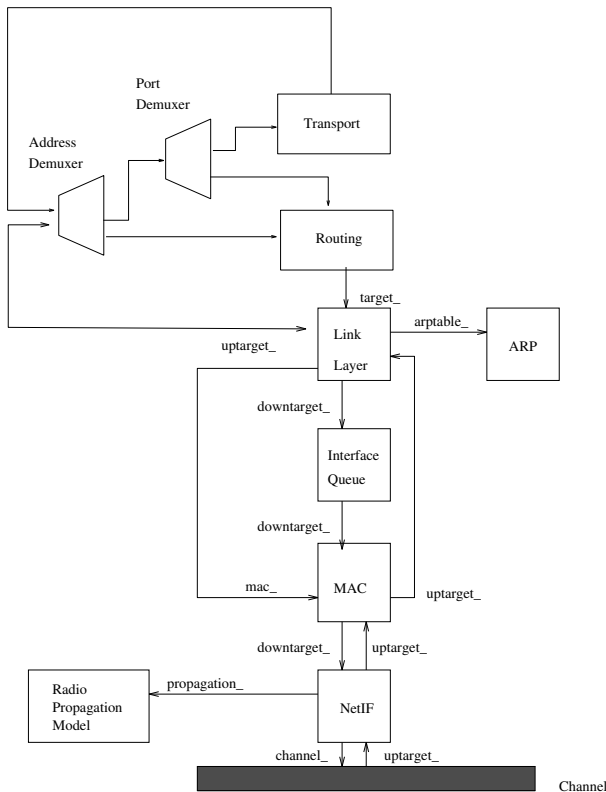 Port
Demuxer
Transport
Address
Demuxer
Routing
target_
arptable_
Link
Layer
ARP
uptarget_
downtarget_
Interface
Queue
downtarget_
mac_
MAC
uptarget_
downtarget_
uptarget_
propagation_
Radio
Propagation
Model
NetIF
channel_
uptarget_
Channel